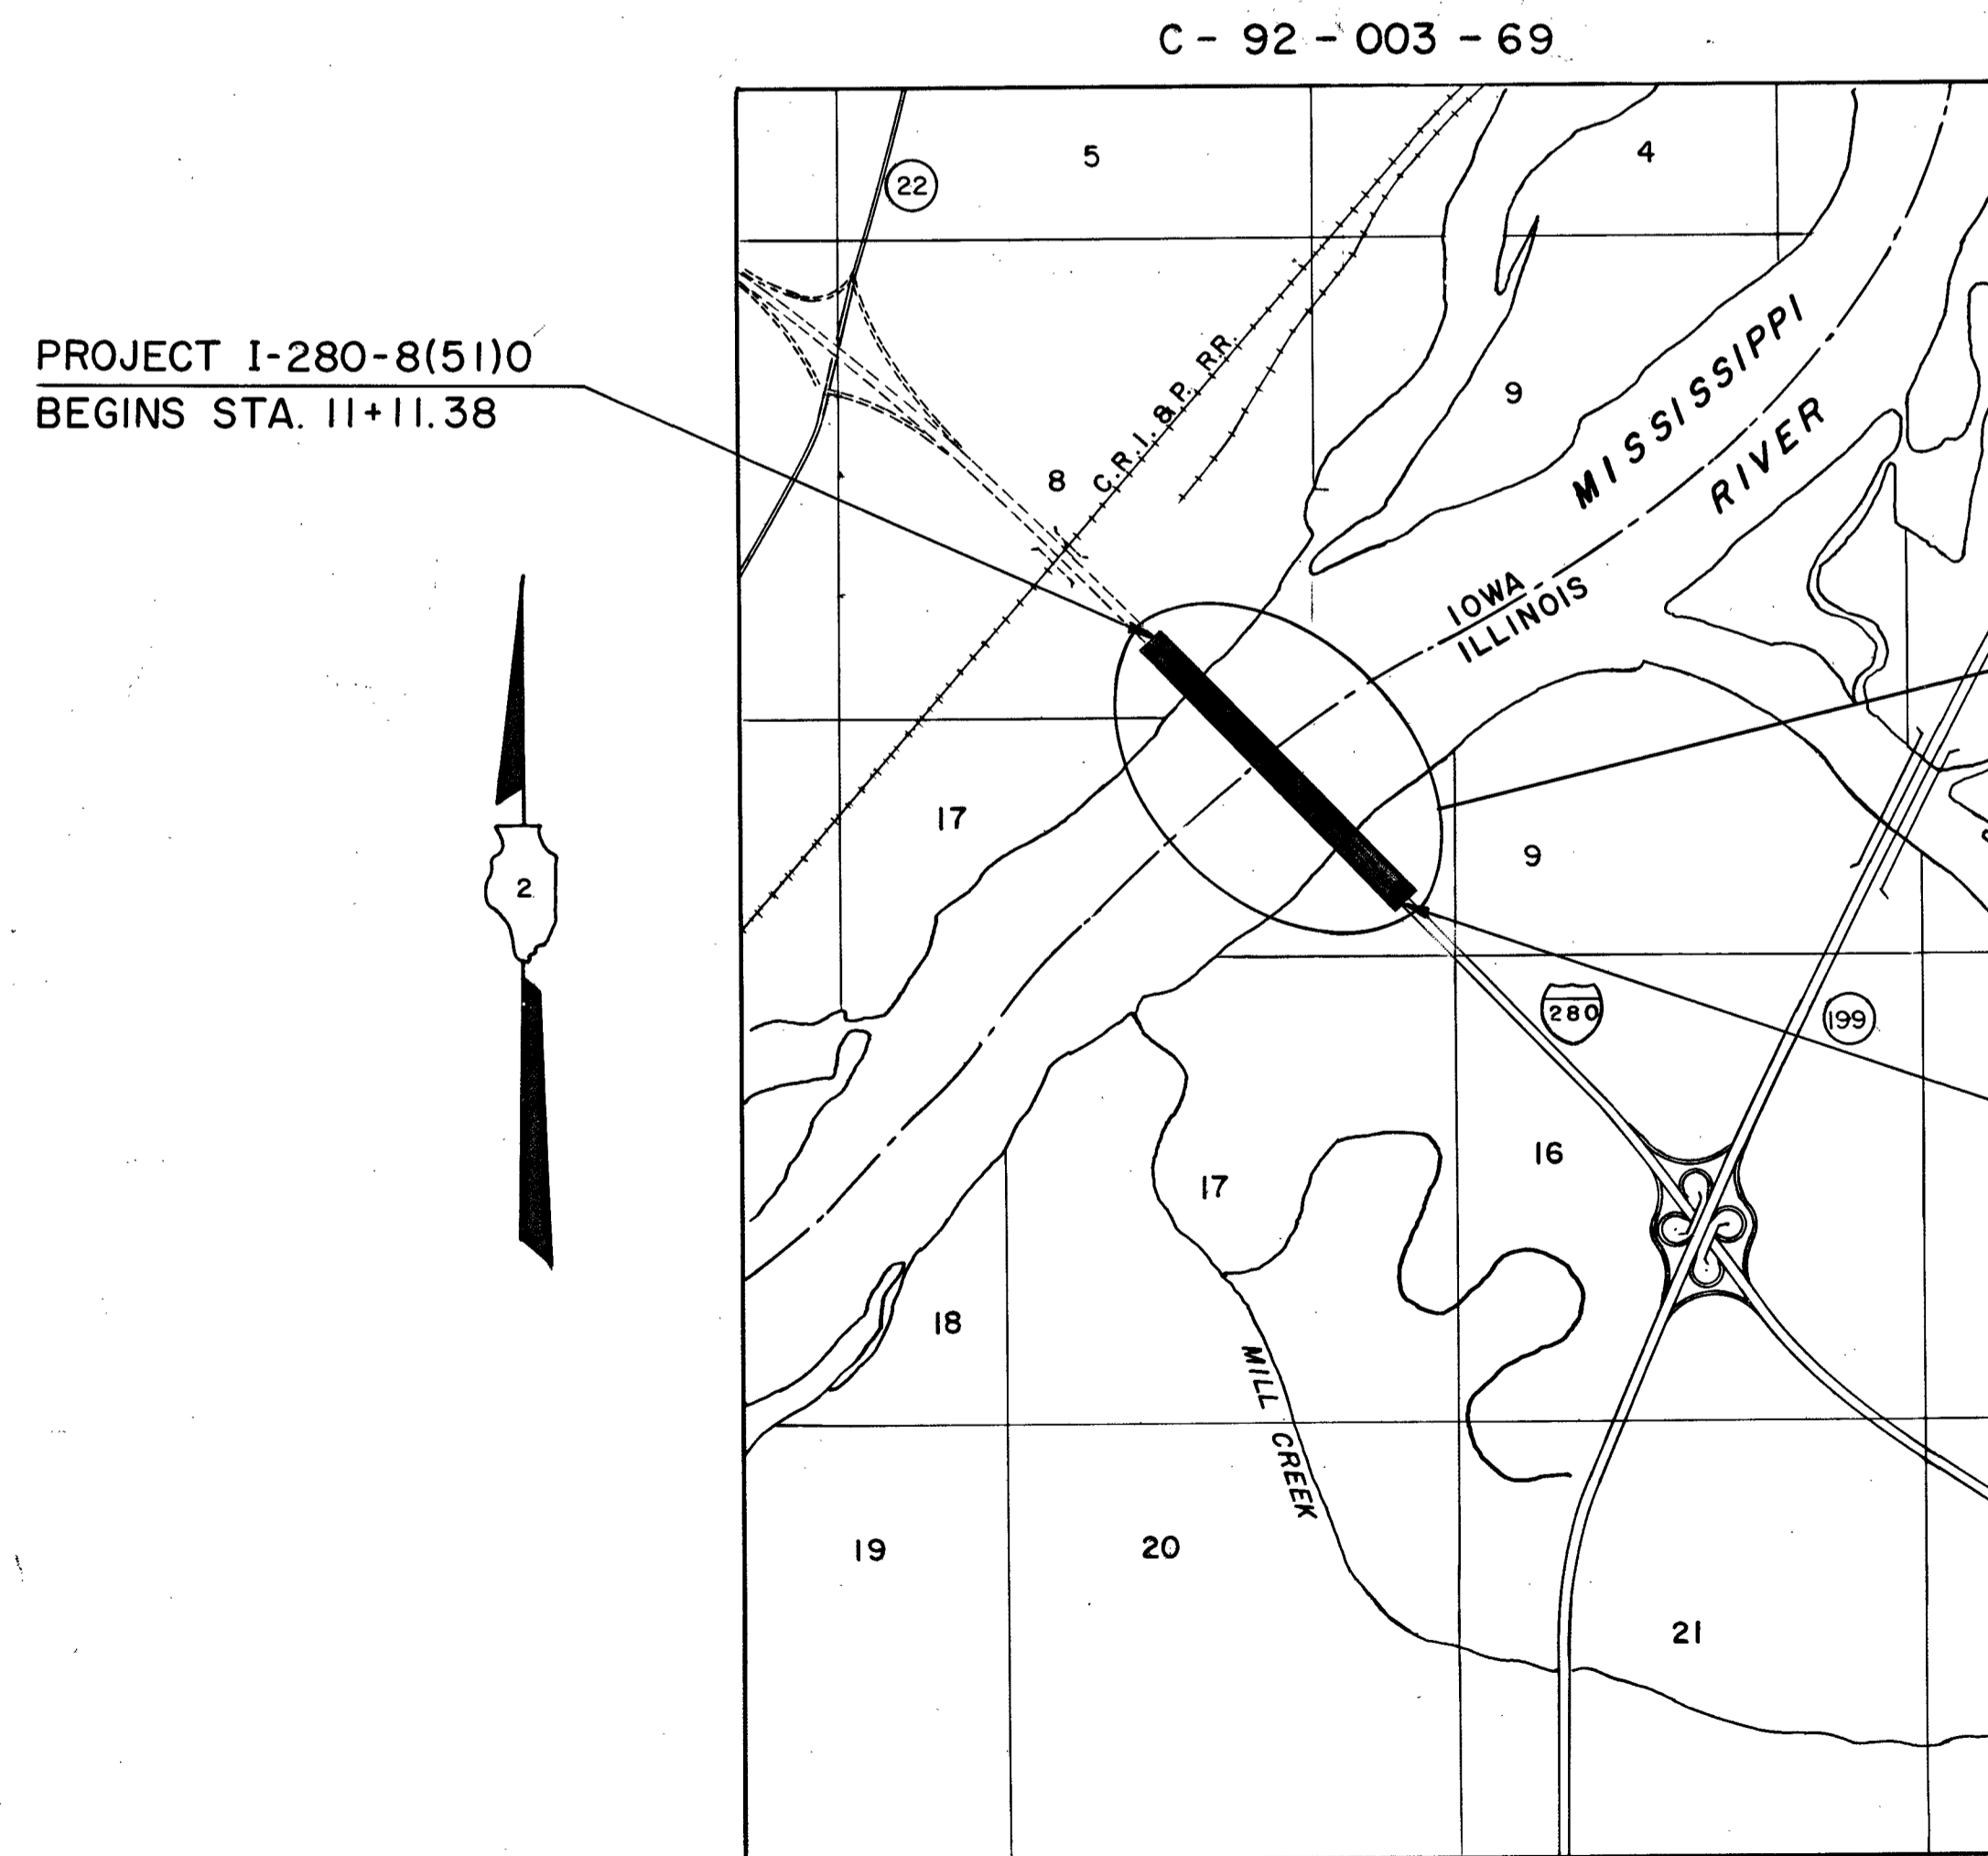 C - 92 - 003 - 69
5
4
22
PROJECT I-280-8(51)0
BEGINS STA. 11+11.38
8
C.R.I. & P. RR.
9
MISSISSIPPI
RIVER
IOWA
ILLINOIS
17
2
9
280
199
16
17
18
MILL CREEK
19
20
21